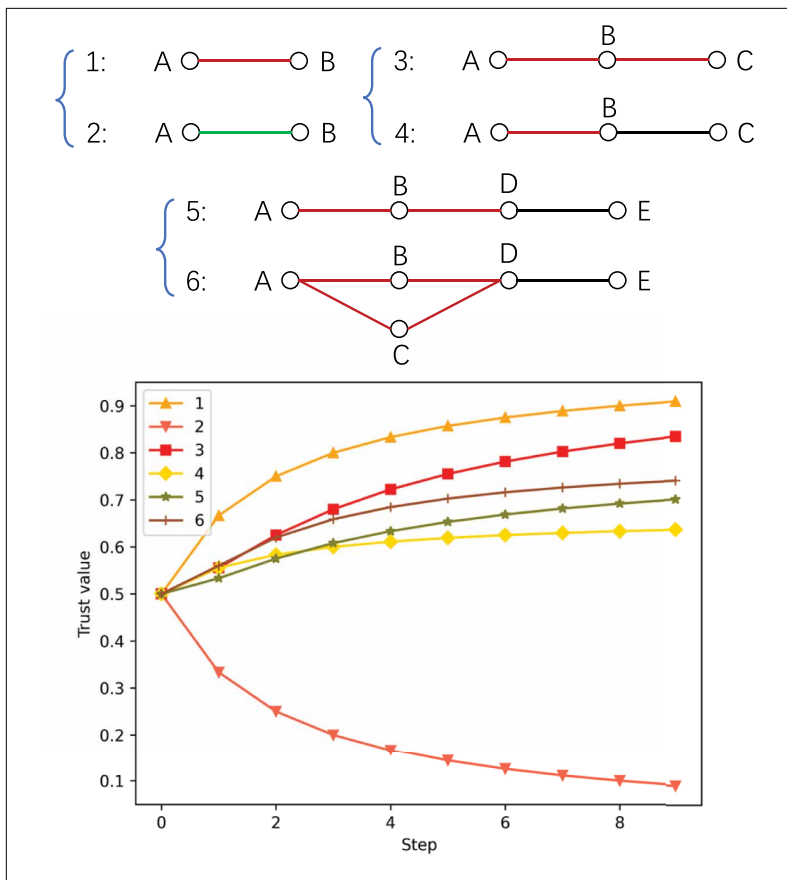 1: A B
3: A B C
2: A B
4: A B C
5: A B D E
6: A B D E
C
1
2
3
4
5
6
0.9
0.8
0.7
0.6
0.5
0.4
0.3
0.2
0.1
Trust value
0 2 4 6 8
Step